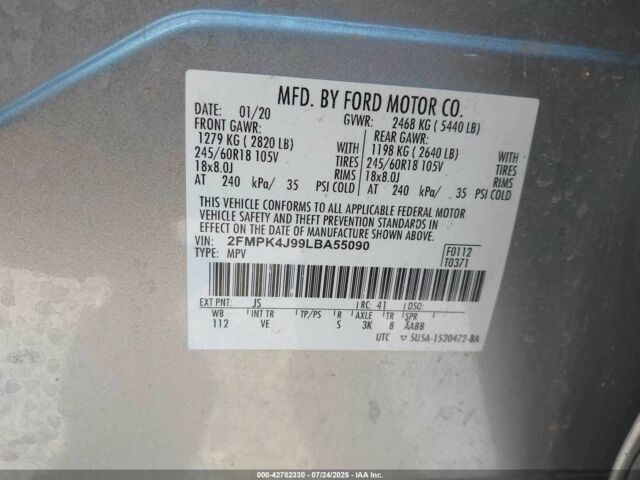 MFD. BY FORD MOTOR CO.
DATE: 01/20 GVWR: 2468 KG ( 5440 LB)
FRONT GAWR: REAR GAWR:
1279 KG ( 2820 LB) WITH 1198 KG ( 2640 LB) WITH
245/60R18 105V TIRES 245/60R18 105V TIRES
18x8.0J RIMS 18x8.0J RIMS
AT 240 kPa/ 35 PSI COLD AT 240 kPa/ 35 PSI COLD
THIS VEHICLE CONFORMS TO ALL APPLICABLE FEDERAL MOTOR
VEHICLE SAFETY AND THEFT PREVENTION STANDARDS IN
EFFECT ON THE DATE OF MANUFACTURE SHOWN ABOVE.
VIN: 2FMPK4J99LBA55090 F0112
TYPE: MPV T0371
EXT PNT: JS RC: 41 DSO:
WB INT TR TP/PS R AXLE TR SPR
112 VE S 3K 8 AABB
UTC ▽ 5U5A-1520472-BA
000-42782330 - 07/24/2025 - IAAI.COM